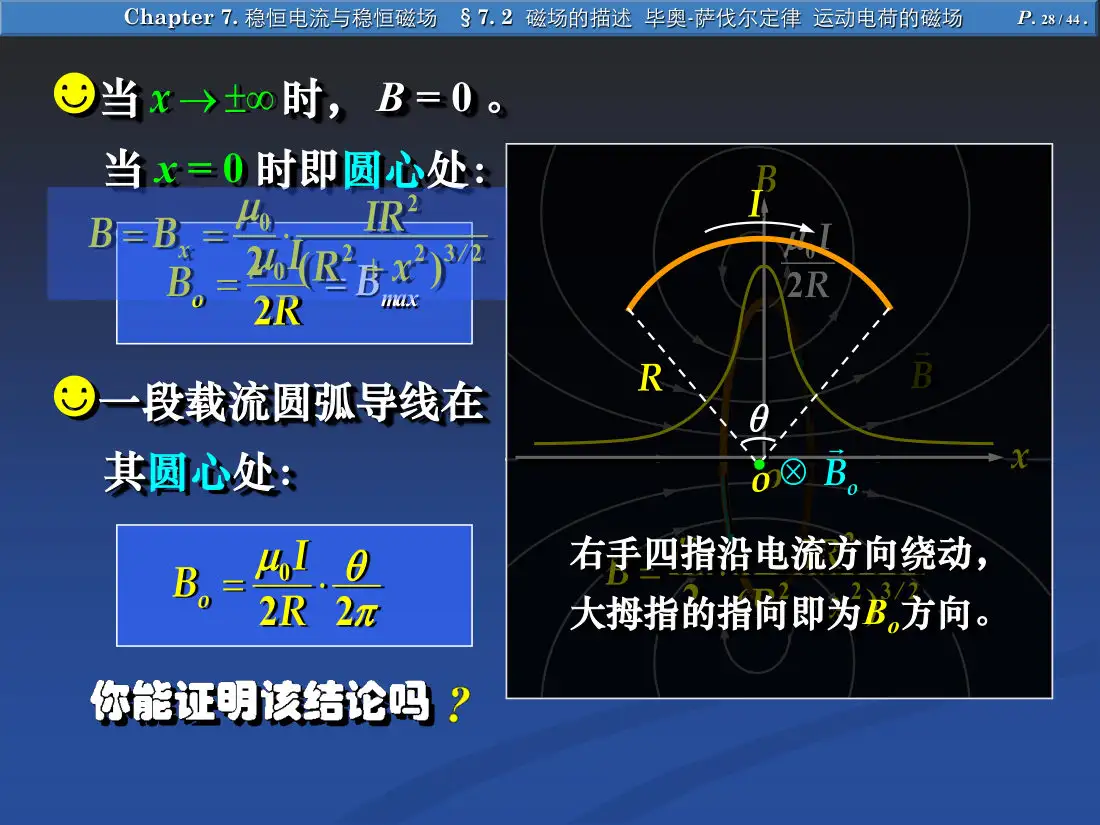 Chapter 7. 稳恒电流与稳恒磁场 §7.2 磁场的描述 毕奥-萨伐尔定律 运动电荷的磁场 P. 28 / 44 .
当 x → ±∞ 时， B = 0 。
当 x = 0 时即圆心处：
B = Bₓ = μ₀/2 · IR²/(R² + x²)^{3/2}
Bₒ = μ₀I/2R = B_max
一段载流圆弧导线在
其圆心处：
Bₒ = μ₀I/2R · θ/2π
你能证明该结论吗 ？
B
I
μ₀I/2R
R
B⃗
θ
x
o ⊗ B⃗ₒ
右手四指沿电流方向绕动，
大拇指的指向即为Bₒ方向。